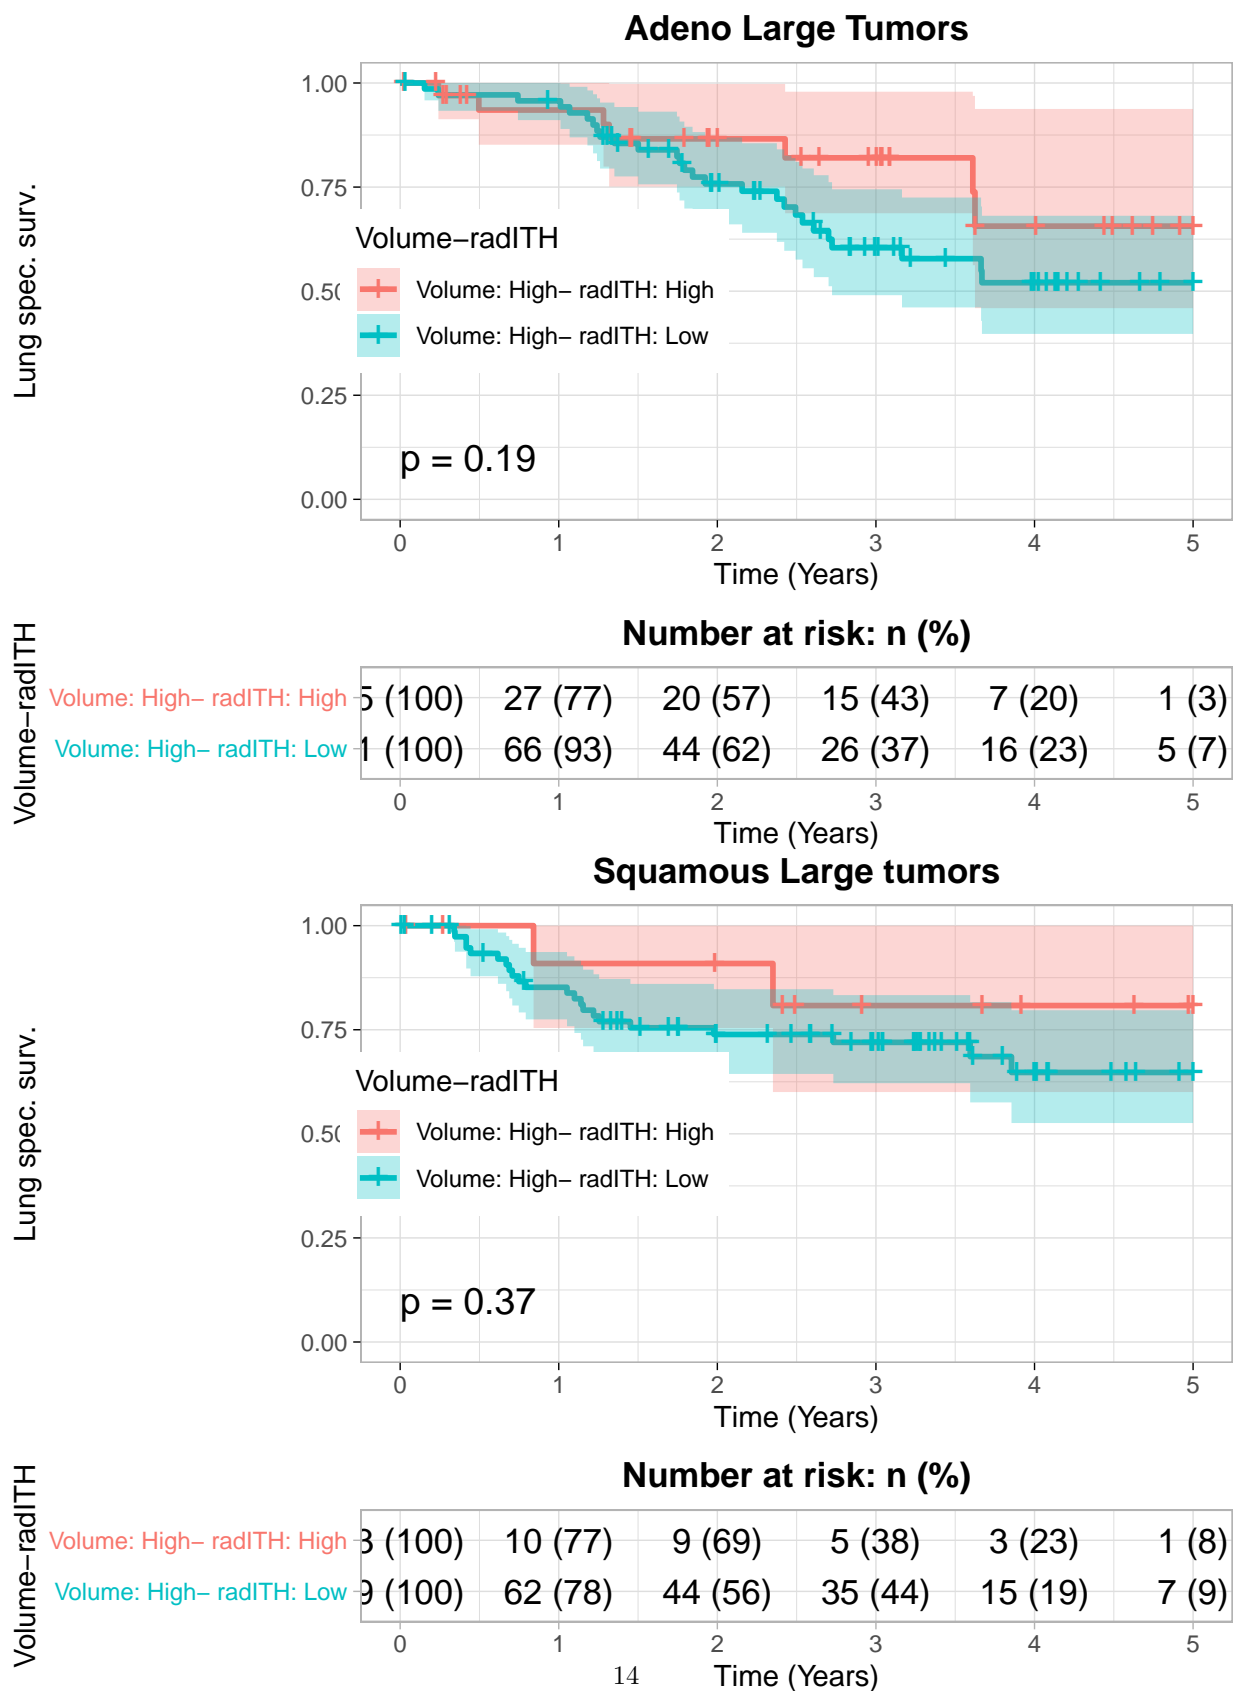 Adeno Large Tumors
Lung spec. surv.
1.00
0.75
0.50
0.25
0.00
Volume−radITH
Volume: High− radITH: High
Volume: High− radITH: Low
p = 0.19
0 1 2 3 4 5
Time (Years)
Number at risk: n (%)
Volume−radITH
Volume: High− radITH: High 5 (100) 27 (77) 20 (57) 15 (43) 7 (20) 1 (3)
Volume: High− radITH: Low 1 (100) 66 (93) 44 (62) 26 (37) 16 (23) 5 (7)
0 1 2 3 4 5
Time (Years)
Squamous Large tumors
Lung spec. surv.
1.00
0.75
0.50
0.25
0.00
Volume−radITH
Volume: High− radITH: High
Volume: High− radITH: Low
p = 0.37
0 1 2 3 4 5
Time (Years)
Number at risk: n (%)
Volume−radITH
Volume: High− radITH: High 3 (100) 10 (77) 9 (69) 5 (38) 3 (23) 1 (8)
Volume: High− radITH: Low 9 (100) 62 (78) 44 (56) 35 (44) 15 (19) 7 (9)
0 1 2 3 4 5
Time (Years)
14